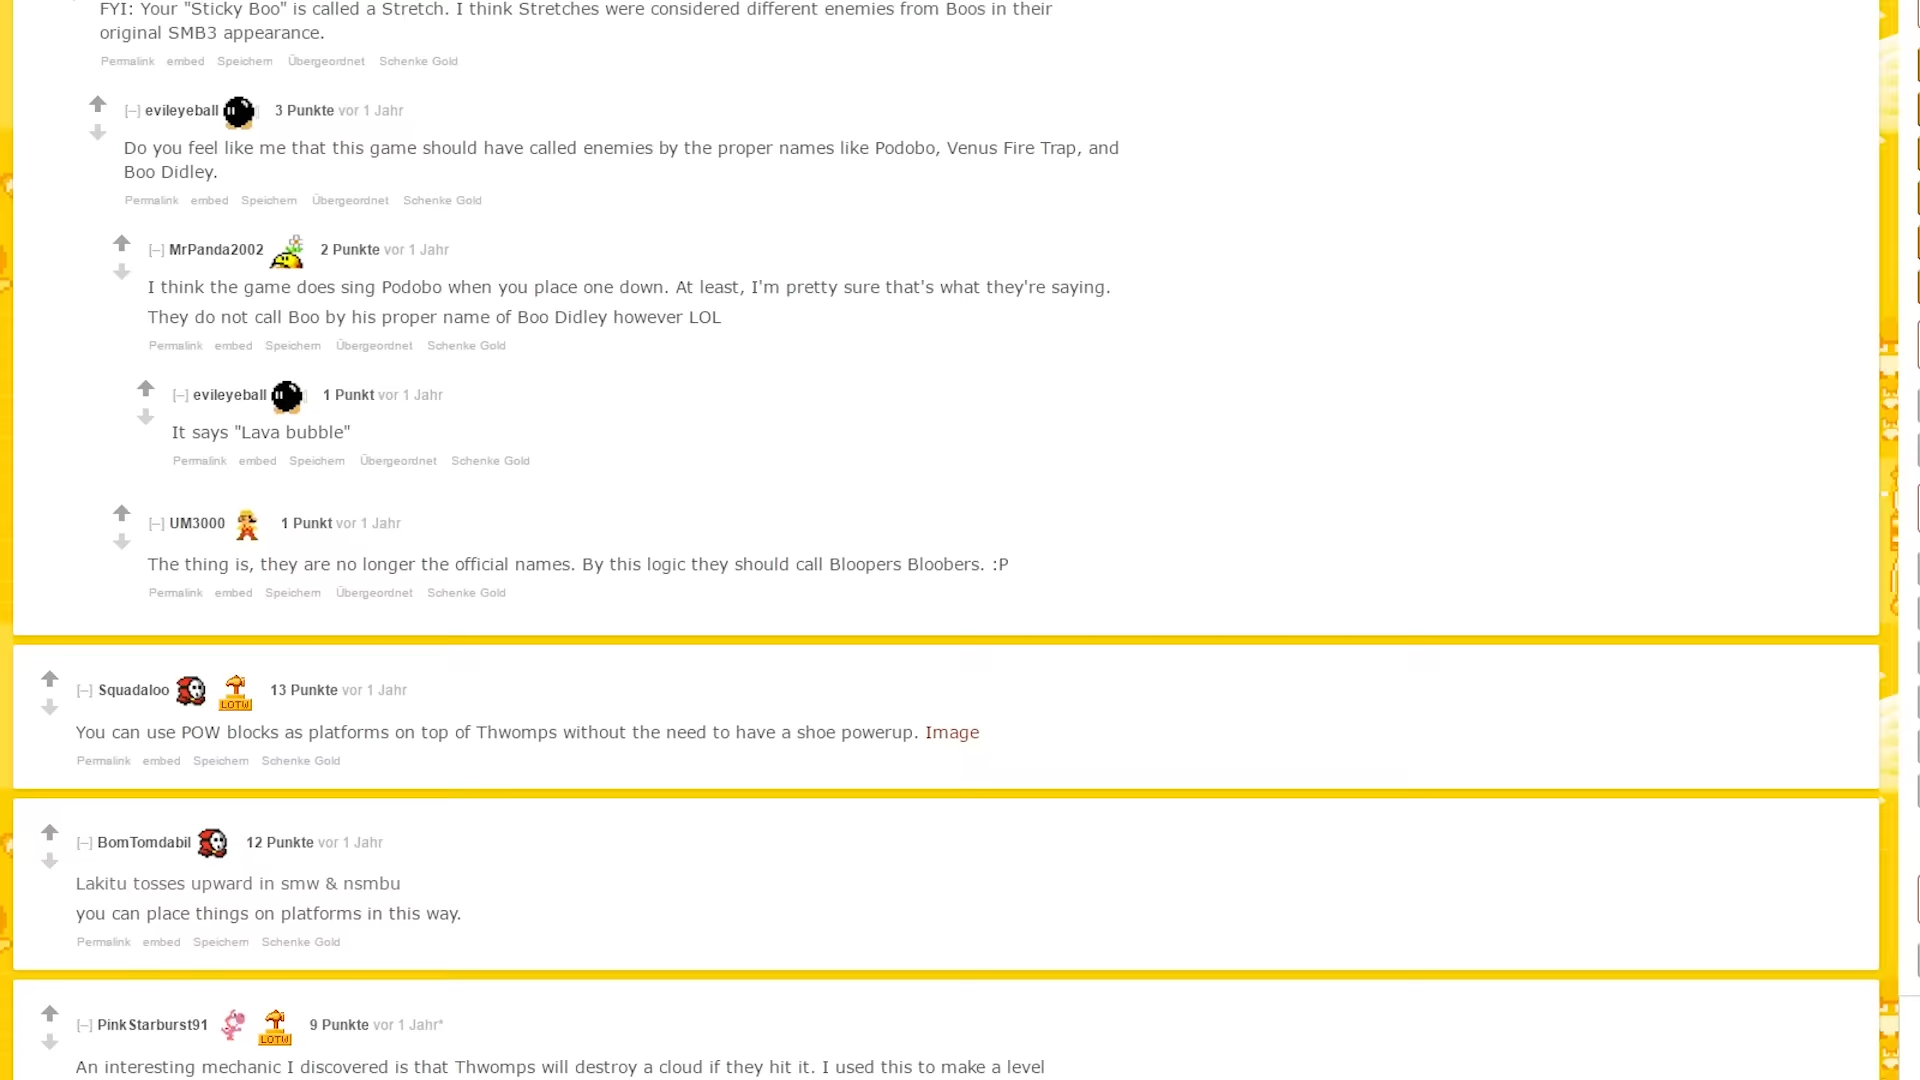 FYI: Your "Sticky Boo" is called a Stretch. I think Stretches were considered different enemies from Boos in their
original SMB3 appearance.
Permalink embed Speichern Übergeordnet Schenke Gold
[–] evileyeball 3 Punkte vor 1 Jahr
Do you feel like me that this game should have called enemies by the proper names like Podobo, Venus Fire Trap, and
Boo Didley.
Permalink embed Speichern Übergeordnet Schenke Gold
[–] MrPanda2002 2 Punkte vor 1 Jahr
I think the game does sing Podobo when you place one down. At least, I'm pretty sure that's what they're saying.
They do not call Boo by his proper name of Boo Didley however LOL
Permalink embed Speichern Übergeordnet Schenke Gold
[–] evileyeball 1 Punkt vor 1 Jahr
It says "Lava bubble"
Permalink embed Speichern Übergeordnet Schenke Gold
[–] UM3000 1 Punkt vor 1 Jahr
The thing is, they are no longer the official names. By this logic they should call Bloopers Bloobers. :P
Permalink embed Speichern Übergeordnet Schenke Gold
[–] Squadaloo LOTW 13 Punkte vor 1 Jahr
You can use POW blocks as platforms on top of Thwomps without the need to have a shoe powerup. Image
Permalink embed Speichern Schenke Gold
[–] BomTomdabil 12 Punkte vor 1 Jahr
Lakitu tosses upward in smw & nsmbu
you can place things on platforms in this way.
Permalink embed Speichern Schenke Gold
[–] PinkStarburst91 LOTW 9 Punkte vor 1 Jahr*
An interesting mechanic I discovered is that Thwomps will destroy a cloud if they hit it. I used this to make a level